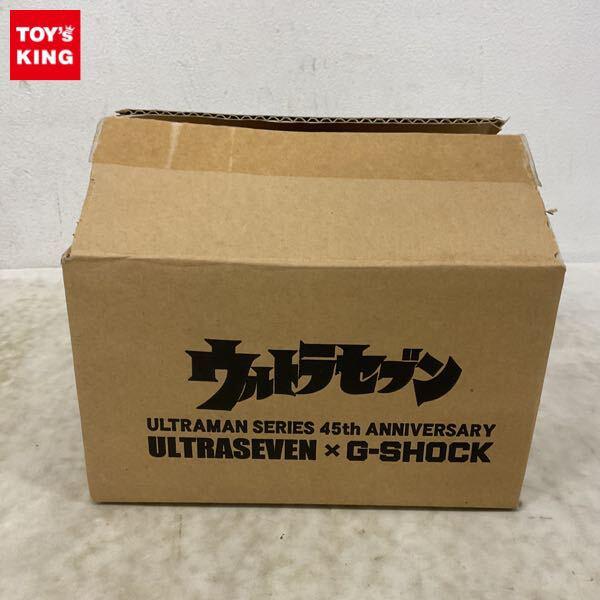 TOY's
KING
ウルトラセブン
ULTRAMAN SERIES 45th ANNIVERSARY
ULTRASEVEN × G-SHOCK